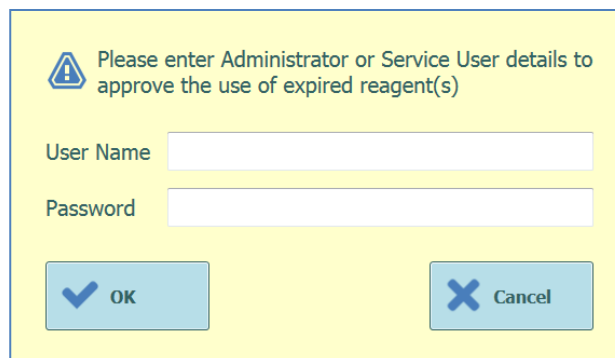 Please enter Administrator or Service User details to
approve the use of expired reagent(s)
User Name
Password
OK
Cancel